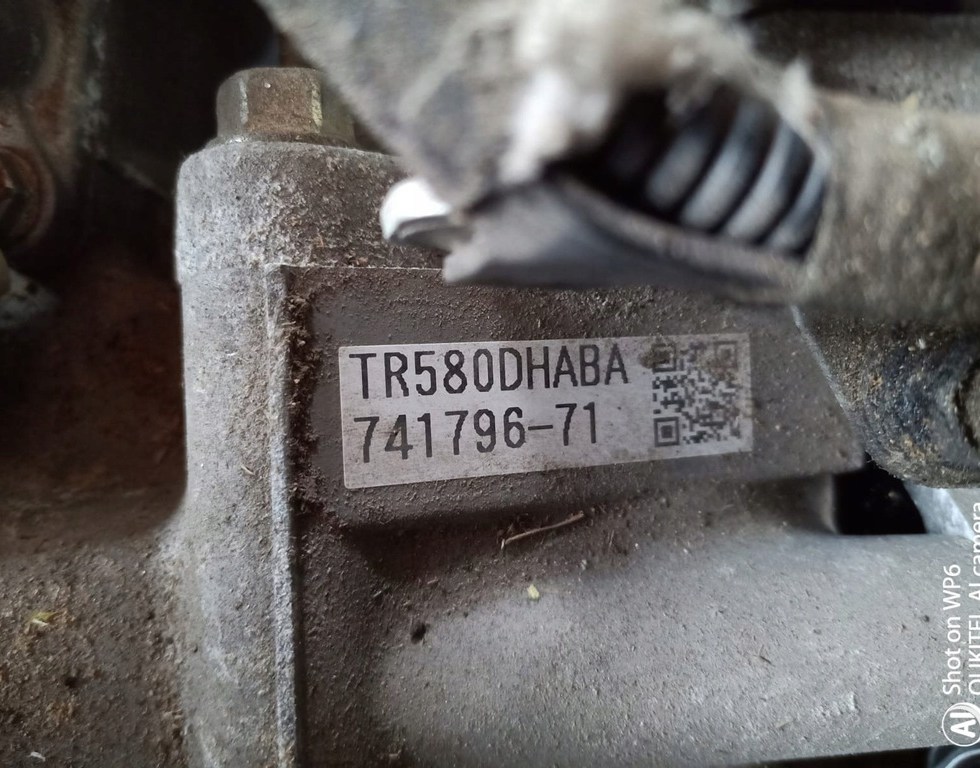 TR580DHABA
741796-71
Shot on WP6
OUKITEL AI camera